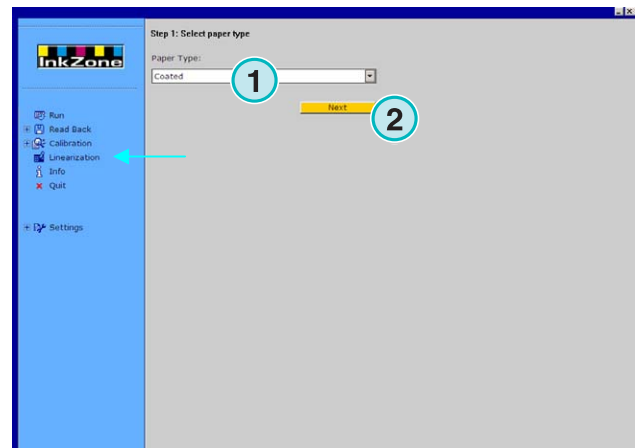 InkZone
Run
Read Back
Calibration
Linearization
Info
Quit
Settings
Step 1: Select paper type
Paper Type:
Coated
1
Next
2